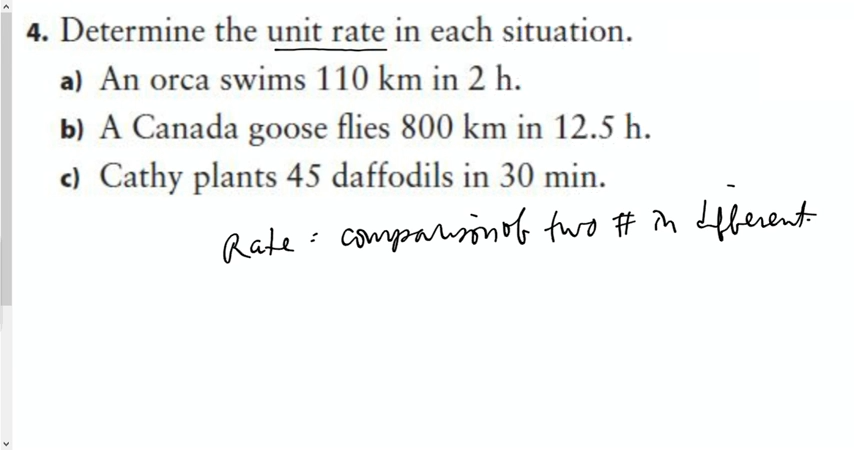 4. Determine the unit rate in each situation.
a) An orca swims 110 km in 2 h.
b) A Canada goose flies 800 km in 12.5 h.
c) Cathy plants 45 daffodils in 30 min.
Rate : comparison of two # in different